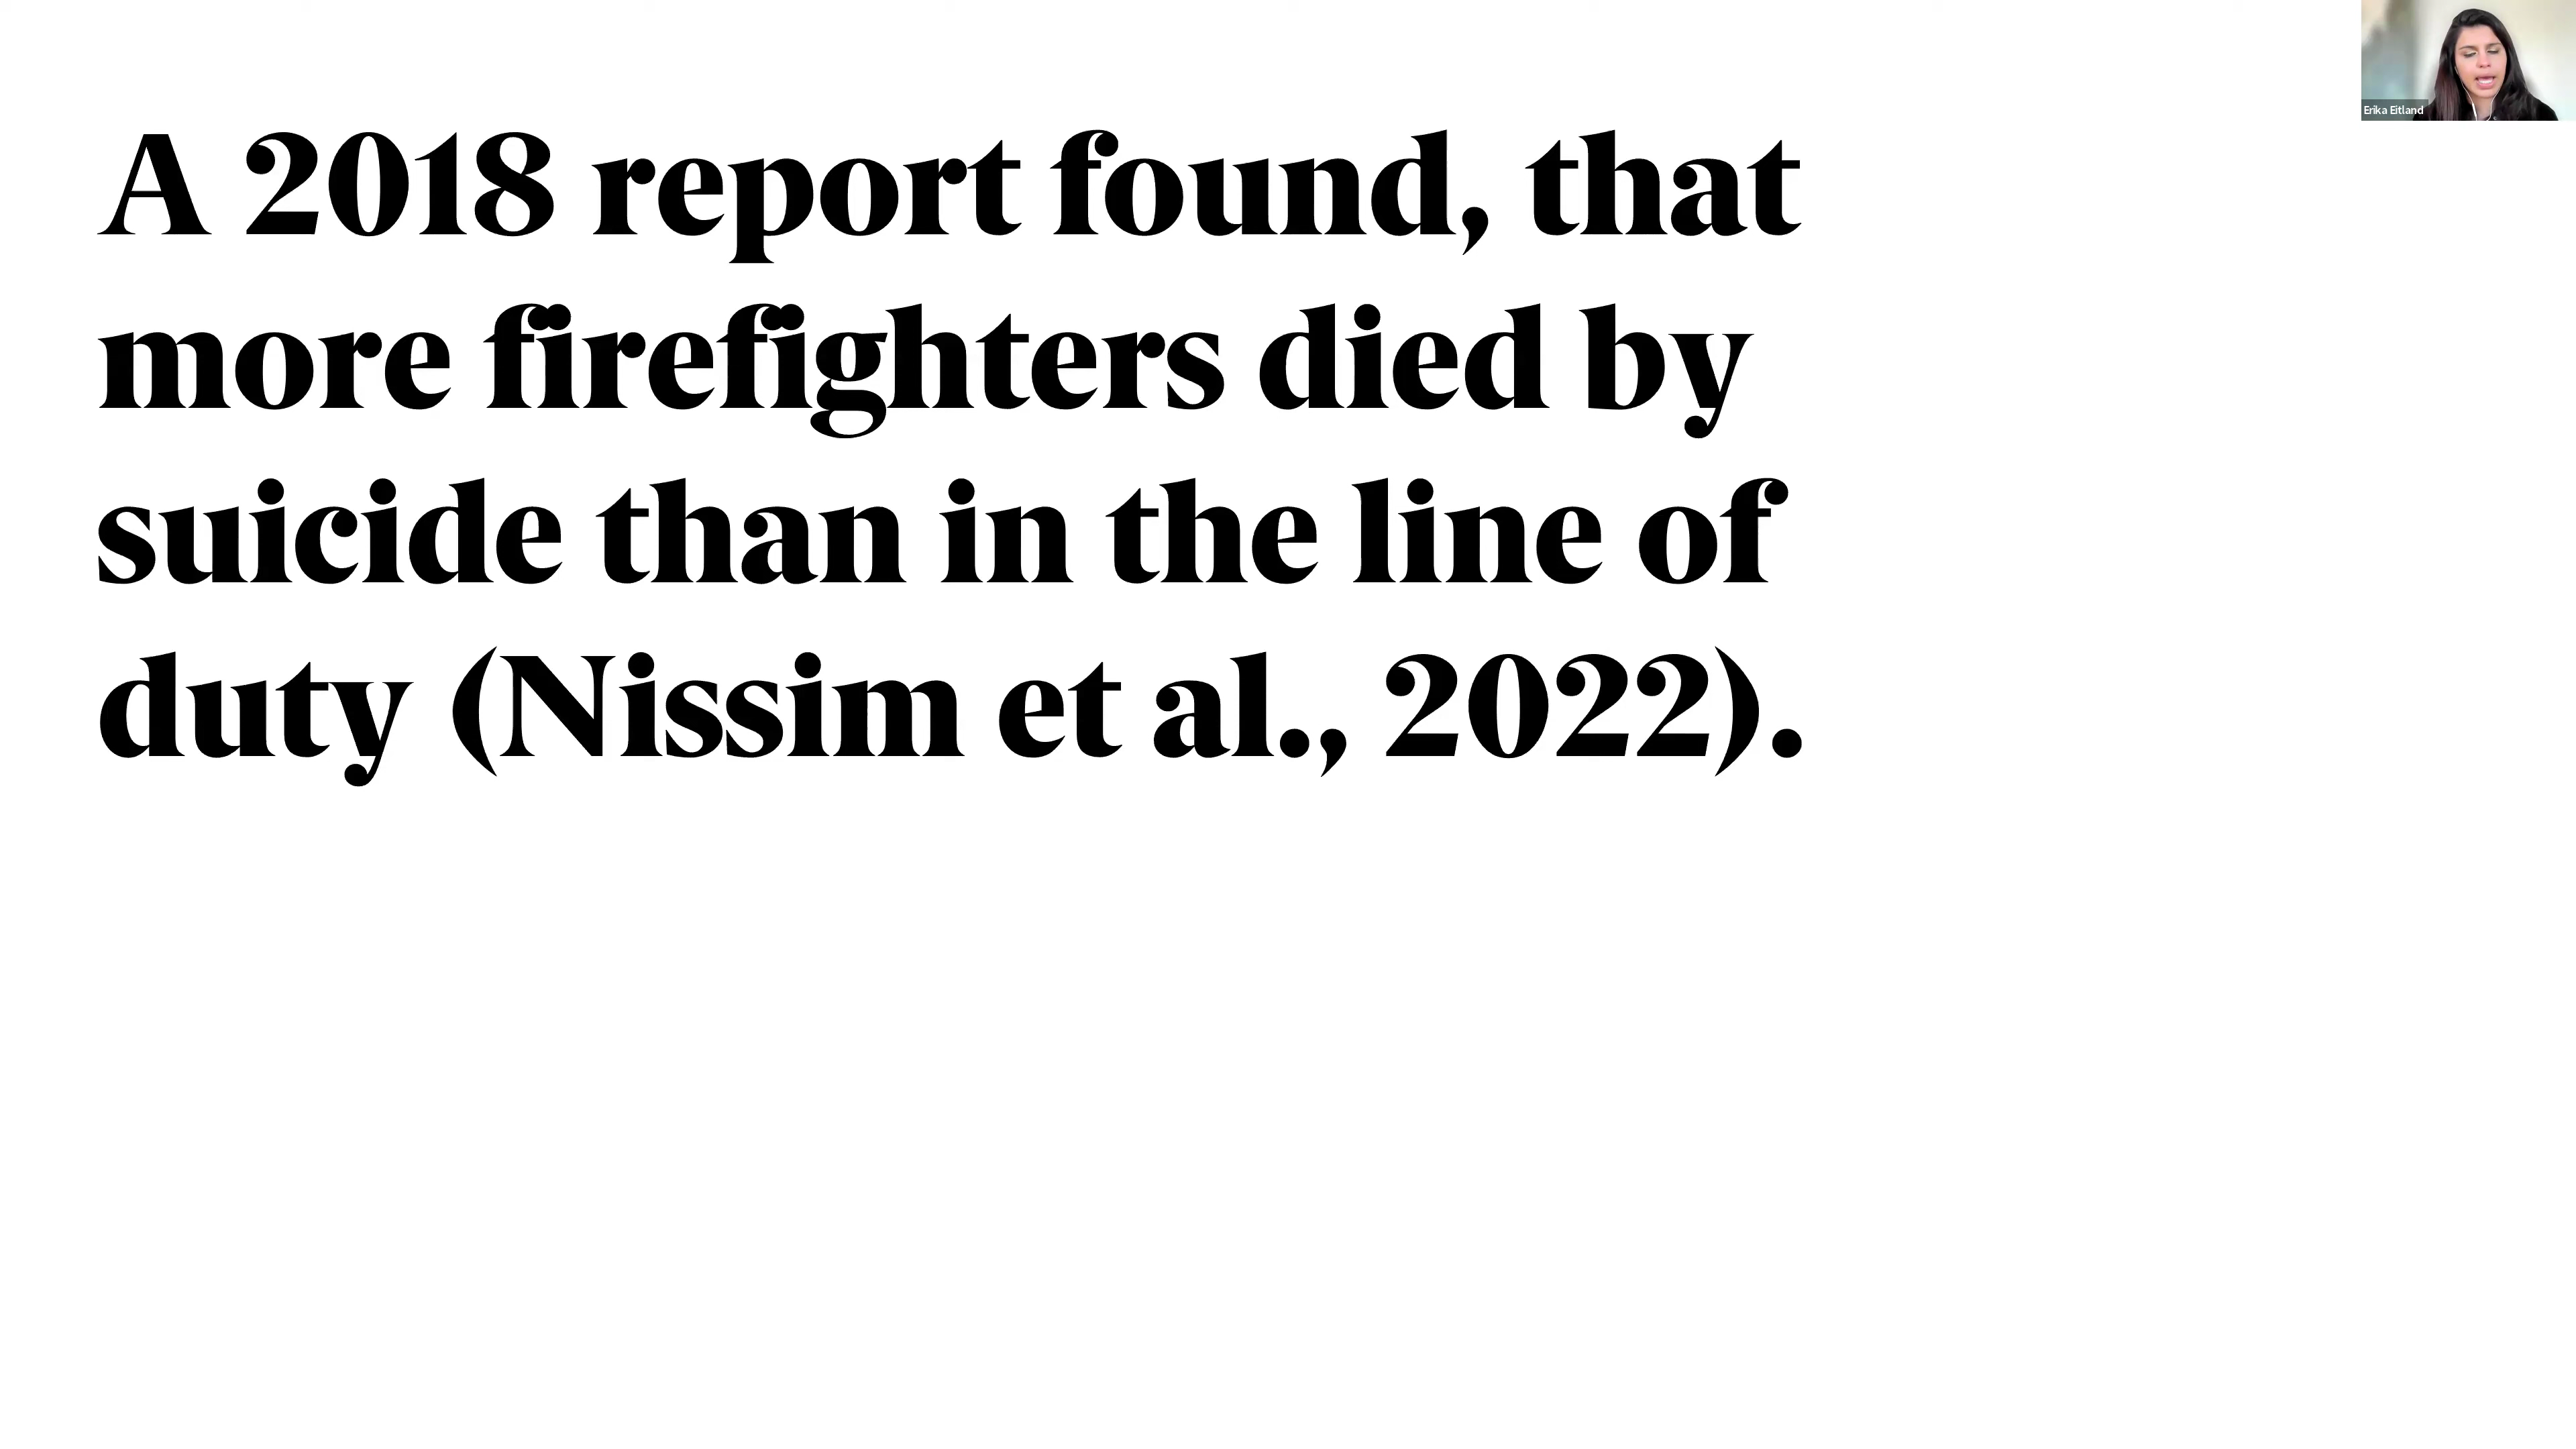 A 2018 report found, that
more firefighters died by
suicide than in the line of
duty (Nissim et al., 2022).
Erika Eitland